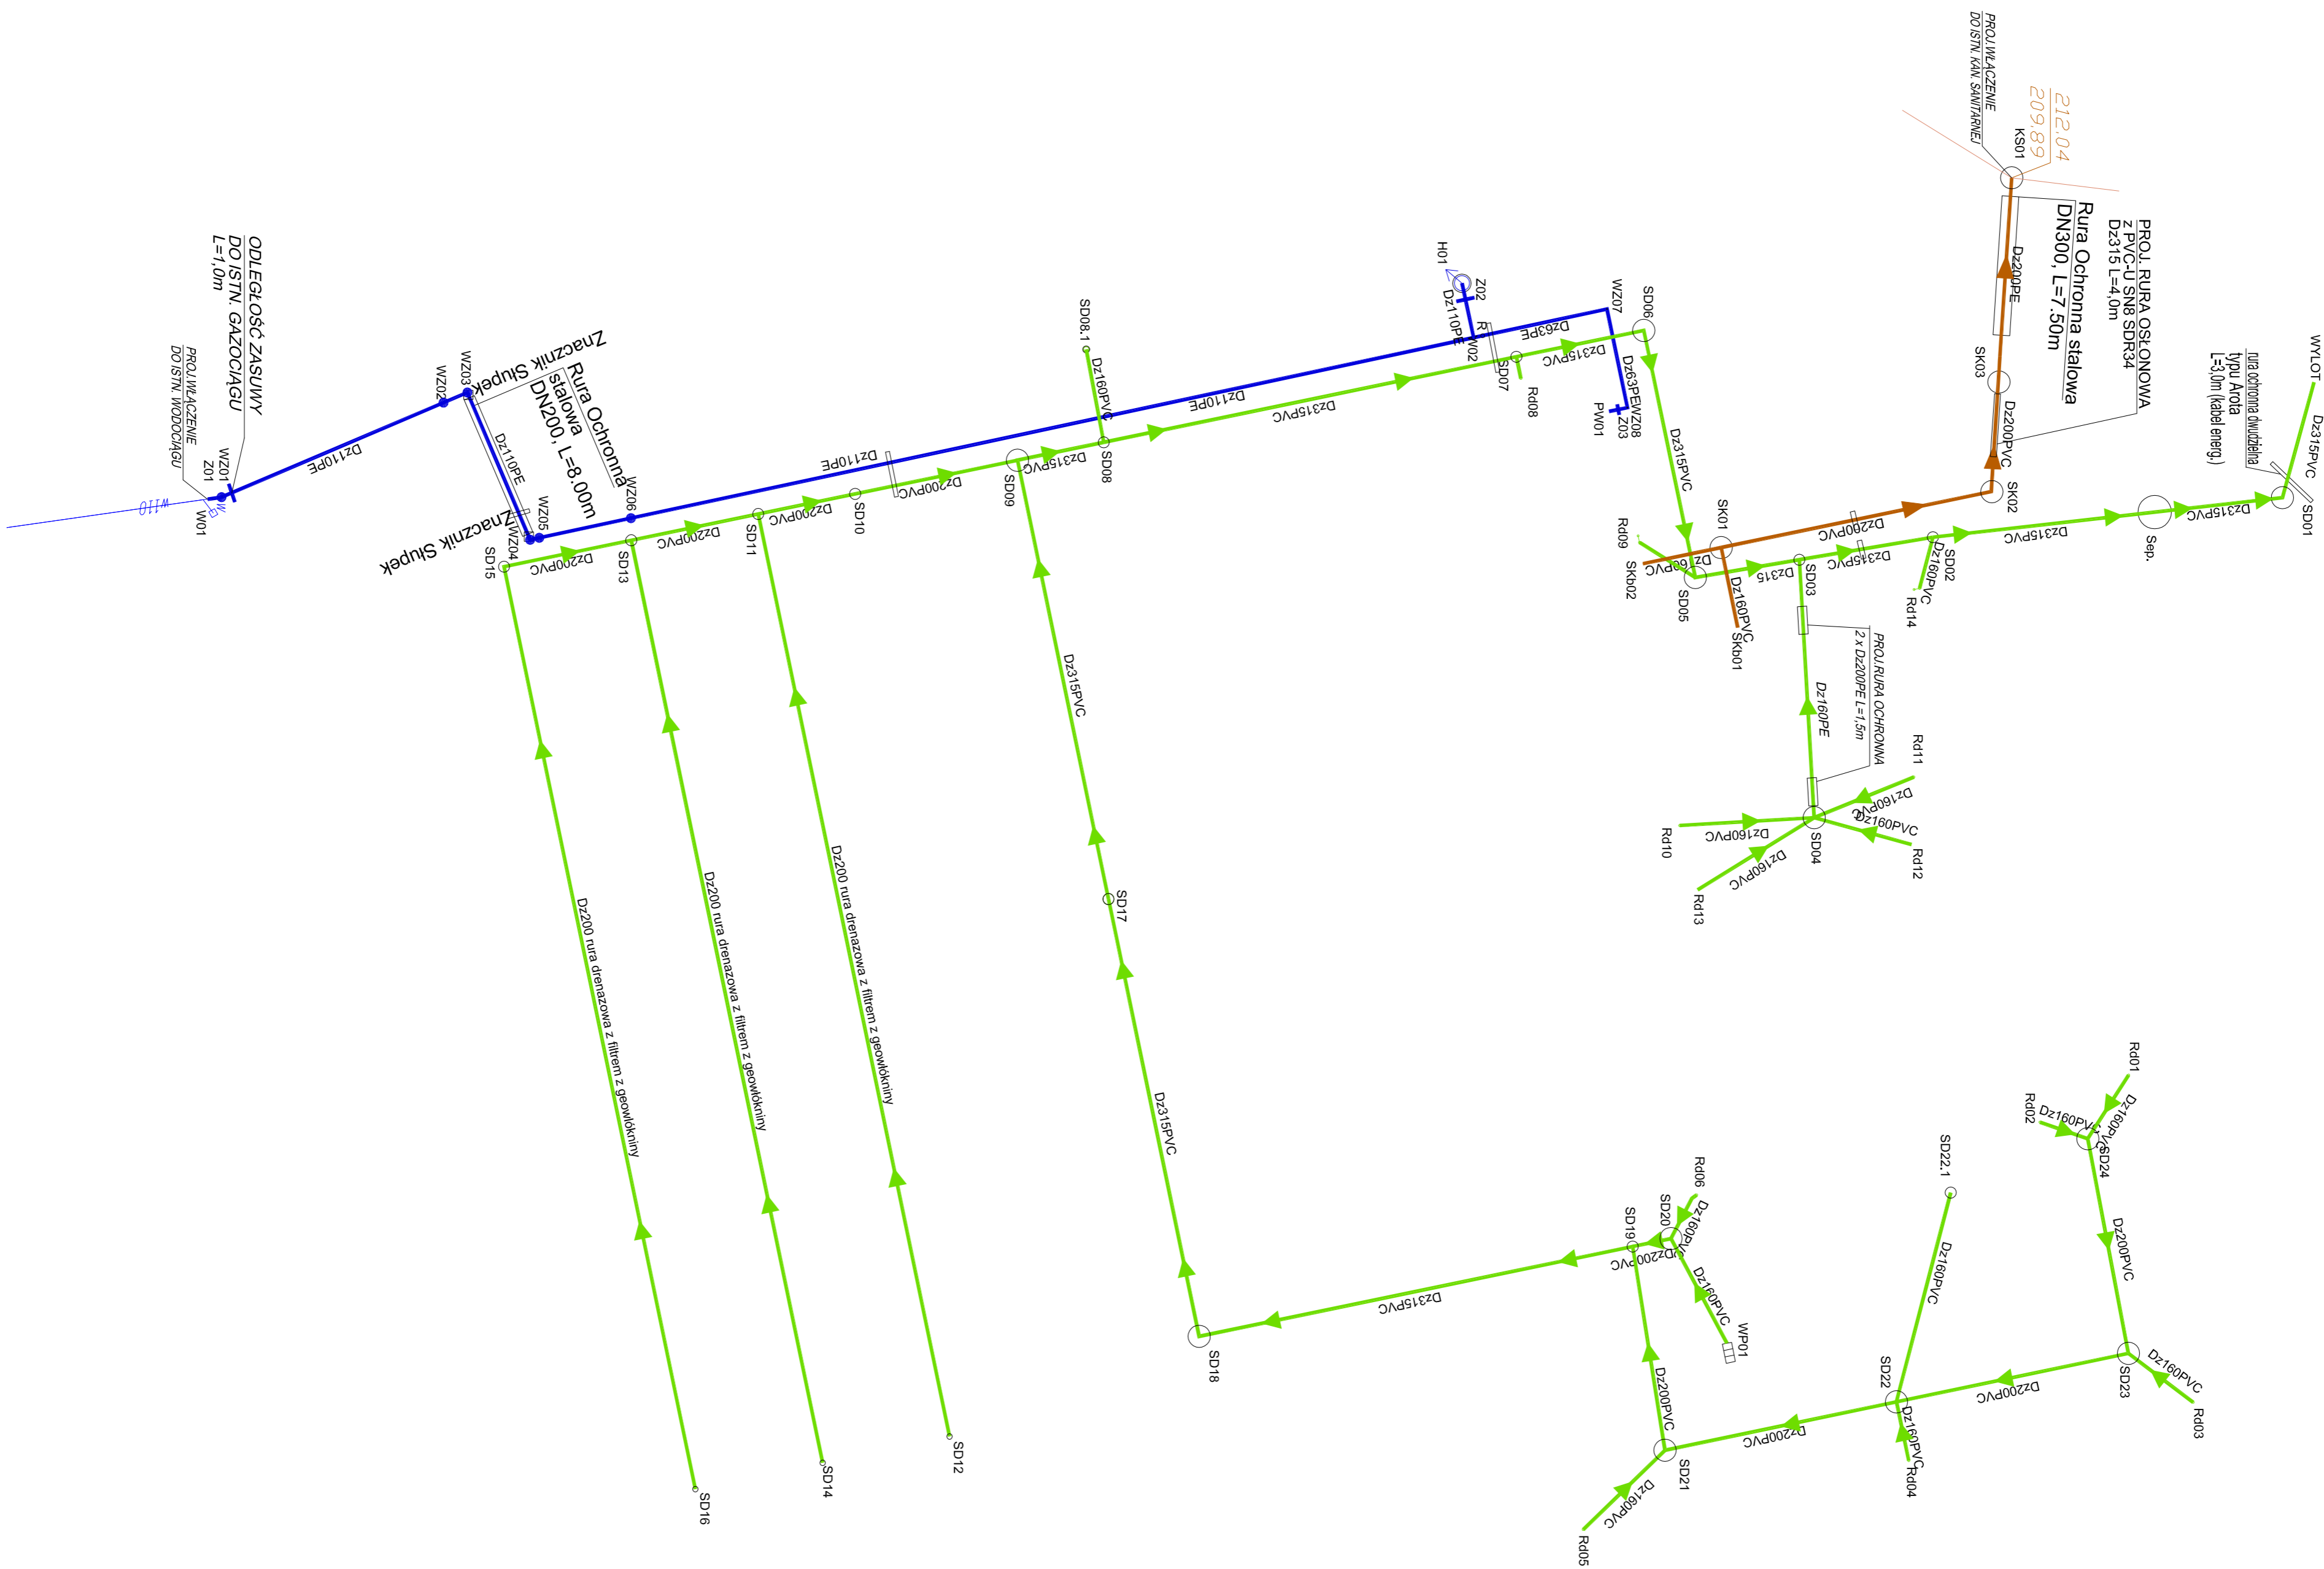 PROJ.WŁĄCZENIE
DO ISTN. KAN. SANITARNEJ
212.04
209.89
KS01
Rura Ochronna stalowa
DN300, L=7.50m
PROJ. RURA OSŁONOWA
z PVC-U SN8 SDR34
Dz315 L=4,0m
Dz200PE
SK03
Dz200PVC
SK02
WYLOT
Dz315PVC
rura ochronna dwudzielna
typu Arota
L=3,0m (kabel energ.)
SD01
Dz315PVC
Sep.
Dz315PVC
SD02
Dz160PVC
Rd14
Dz200PVC
Dz315PVC
SD03
Dz315
SK01
Dz160PVC
SKb02
Rd09
SD05
Dz160PVC
SKb01
PROJ.RURA OCHRONNA
2 x Dz200PE L=1,5m
Dz160PE
Rd11
Dz160PVC
Dz160PVC
Rd12
SD04
Rd10
Dz160PVC
Dz160PVC
Rd13
SD06
Dz315PVC
WZ07
Dz63PE
WZ08
Z03
PW01
Dz63PE
Dz315PVC
Rd08
SD07
H01
Z02
Dz110PE
W02
R
Dz110PE
Dz315PVC
SD08.1
Dz160PVC
SD08
Dz315PVC
SD09
Dz200PVC
Dz110PE
SD10
Dz200PVC
SD11
Dz200PVC
WZ06
SD13
Dz200PVC
SD15
WZ05
WZ04
Znacznik Słupek
Rura Ochronna
stalowa
DN200, L=8.00m
Dz110PE
Znacznik Słupek
WZ03
WZ02
Dz110PE
ODLEGŁOŚĆ ZASUWY
DO ISTN. GAZOCIĄGU
L=1,0m
PROJ.WŁĄCZENIE
DO ISTN. WODOCIĄGU
WZ01
Z01
W
W01
w110
Dz200 rura drenazowa z filtrem z geowłókniny
SD16
Dz200 rura drenazowa z filtrem z geowłókniny
SD14
Dz200 rura drenazowa z filtrem z geowłókniny
SD12
Dz315PVC
SD17
Dz315PVC
SD18
Dz315PVC
SD19
Dz200PVC
SD20
Rd06
Dz160PVC
Dz160PVC
WP01
Dz200PVC
SD21
Dz160PVC
Rd05
Dz200PVC
SD22
Dz160PVC
Rd04
Dz160PVC
SD22.1
Dz200PVC
SD23
Dz160PVC
Rd03
Dz200PVC
SD24
Rd02
Dz160PVC
Dz160PVC
Rd01